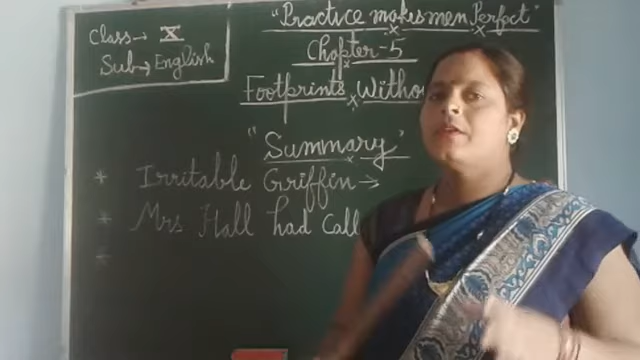 Class→ X
Sub→ English
"Practice makes men Perfect"
Chapter-5
Footprints Witho
"Summary"
* Irritable Griffin →
* Mrs Hall had Call
*